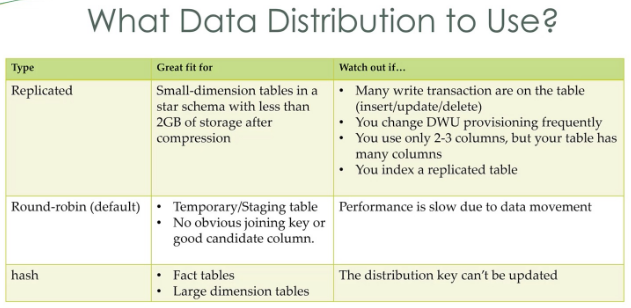 What Data Distribution to Use?
Type
Great fit for
Watch out if…
Replicated
Small-dimension tables in a
star schema with less than
2GB of storage after
compression
• Many write transaction are on the table
(insert/update/delete)
• You change DWU provisioning frequently
• You use only 2-3 columns, but your table has
many columns
• You index a replicated table
Round-robin (default)
• Temporary/Staging table
• No obvious joining key or
good candidate column.
Performance is slow due to data movement
hash
• Fact tables
• Large dimension tables
The distribution key can't be updated